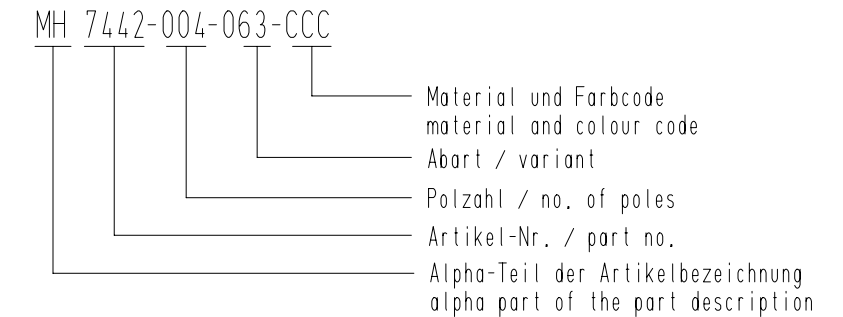 MH 7442-004-063-CCC
Material und Farbcode
material and colour code
Abart / variant
Polzahl / no. of poles
Artikel-Nr. / part no.
Alpha-Teil der Artikelbezeichnung
alpha part of the part description